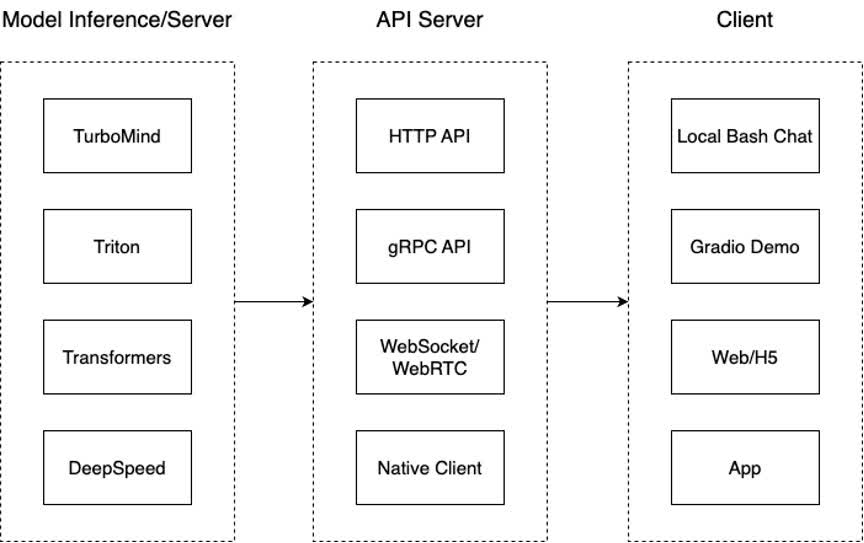 Model Inference/Server
API Server
Client
TurboMind
HTTP API
Local Bash Chat
Triton
gRPC API
Gradio Demo
Transformers
WebSocket/
WebRTC
Web/H5
DeepSpeed
Native Client
App